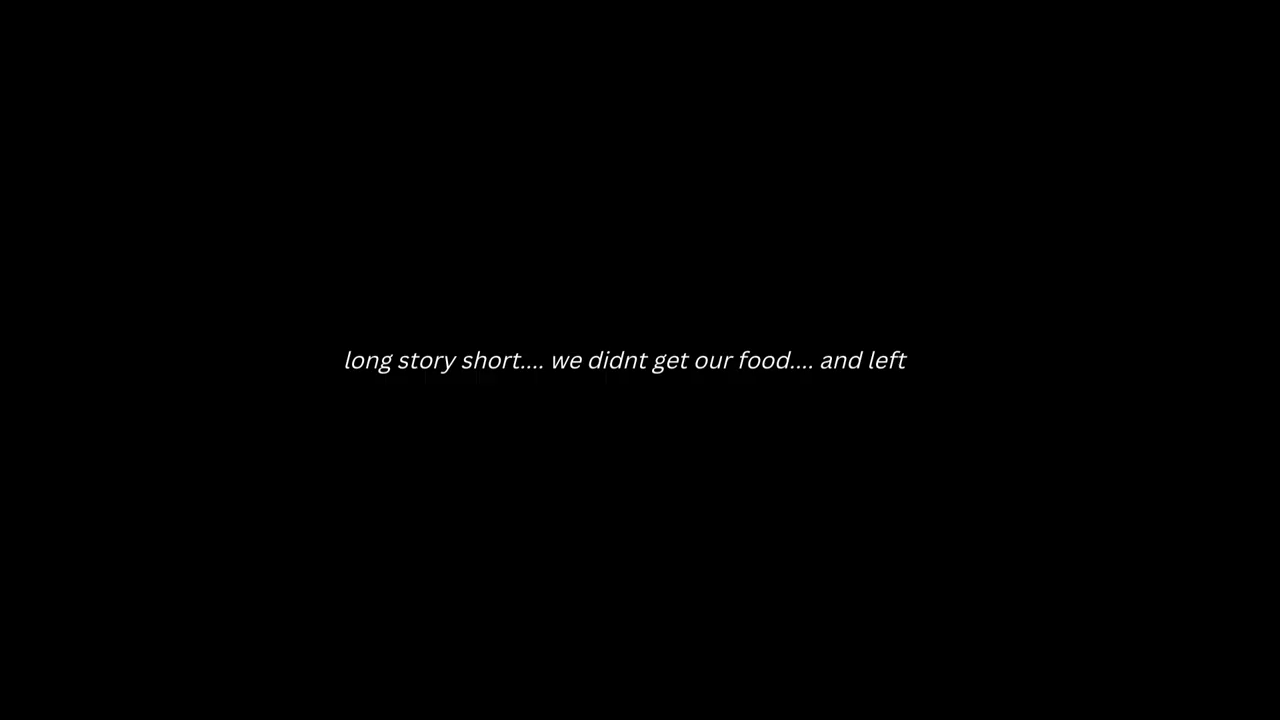 long story short.... we didnt get our food.... and left